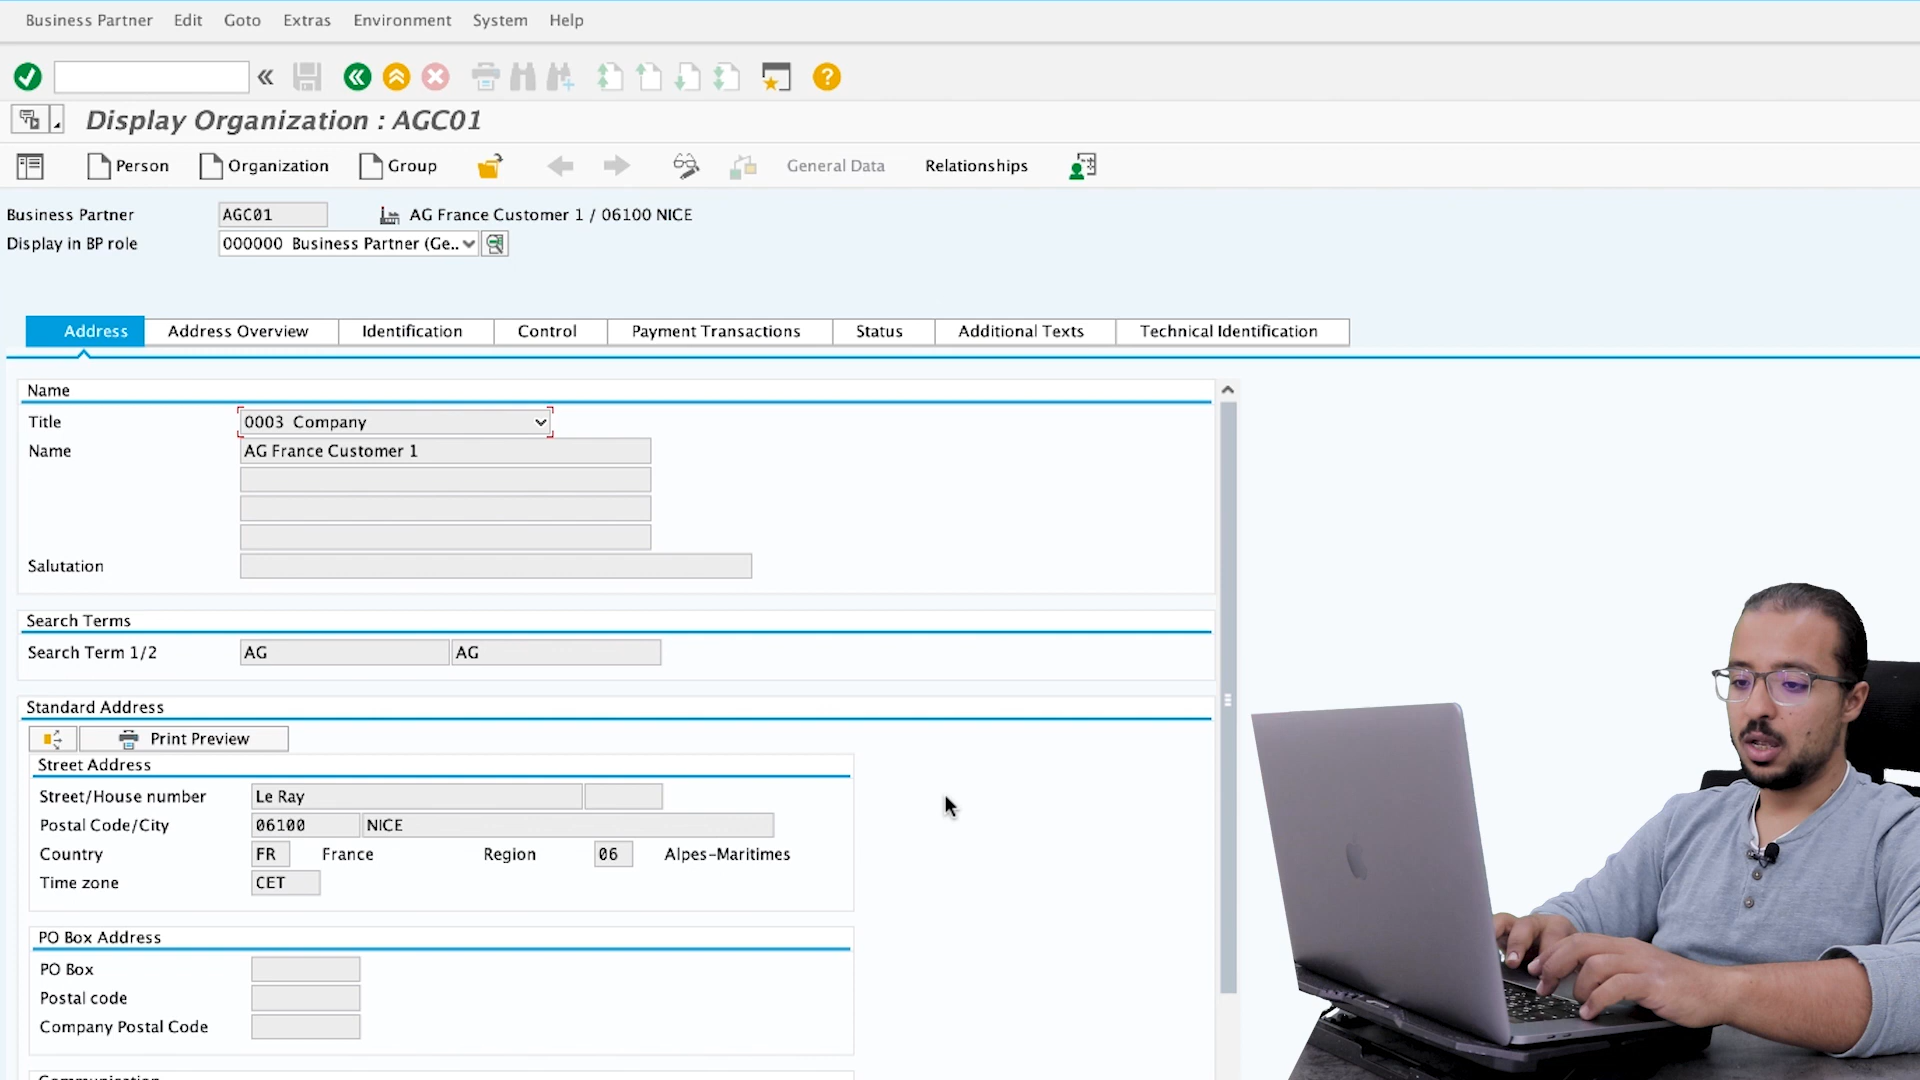 Business Partner Edit Goto Extras Environment System Help
Display Organization : AGC01
Person Organization Group General Data Relationships
Business Partner AGC01 AG France Customer 1 / 06100 NICE
Display in BP role 000000 Business Partner (Ge..
Address Address Overview Identification Control Payment Transactions Status Additional Texts Technical Identification
Name
Title 0003 Company
Name AG France Customer 1
Salutation
Search Terms
Search Term 1/2 AG AG
Standard Address
Print Preview
Street Address
Street/House number Le Ray
Postal Code/City 06100 NICE
Country FR France Region 06 Alpes-Maritimes
Time zone CET
PO Box Address
PO Box
Postal code
Company Postal Code
Communication